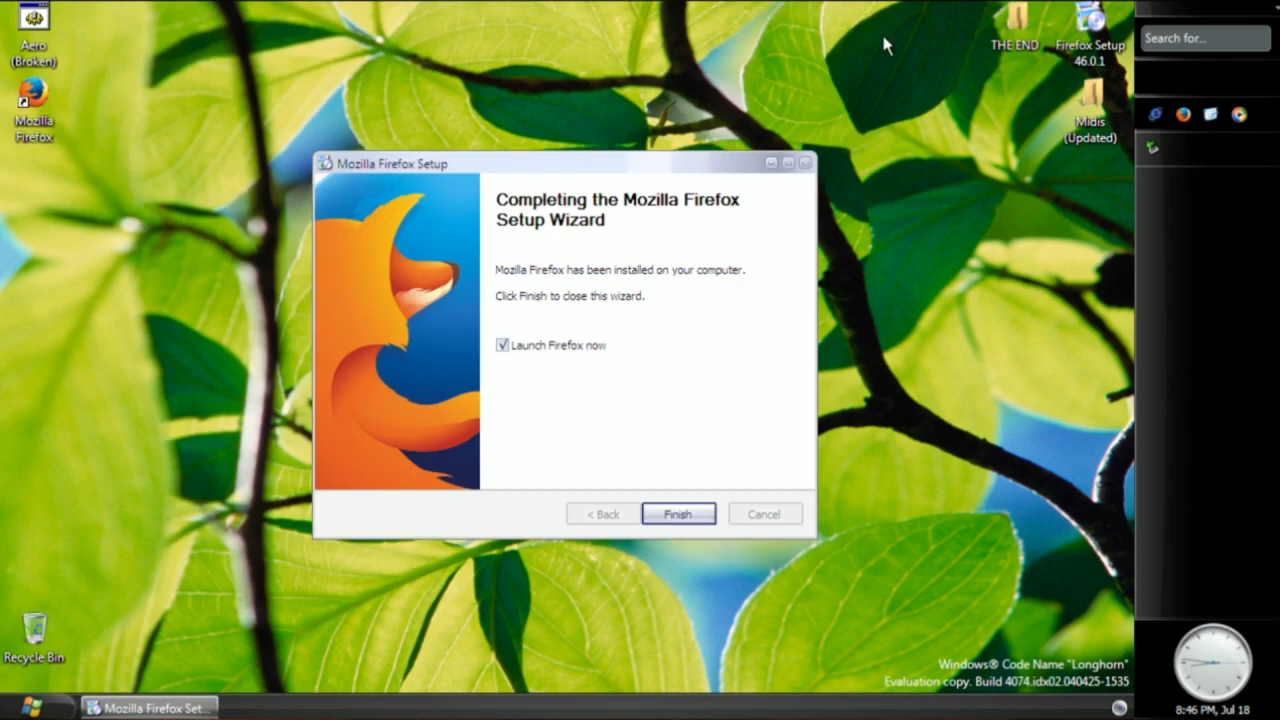 Aero
(Broken)
Mozilla
Firefox
THE END
Firefox Setup
46.0.1
Midis
(Updated)
Search for...
Mozilla Firefox Setup
Completing the Mozilla Firefox
Setup Wizard
Mozilla Firefox has been installed on your computer.
Click Finish to close this wizard.
Launch Firefox now
< Back
Finish
Cancel
Recycle Bin
Windows® Code Name "Longhorn"
Evaluation copy. Build 4074.idx02.040425-1535
Mozilla Firefox Set...
8:46 PM, Jul 18